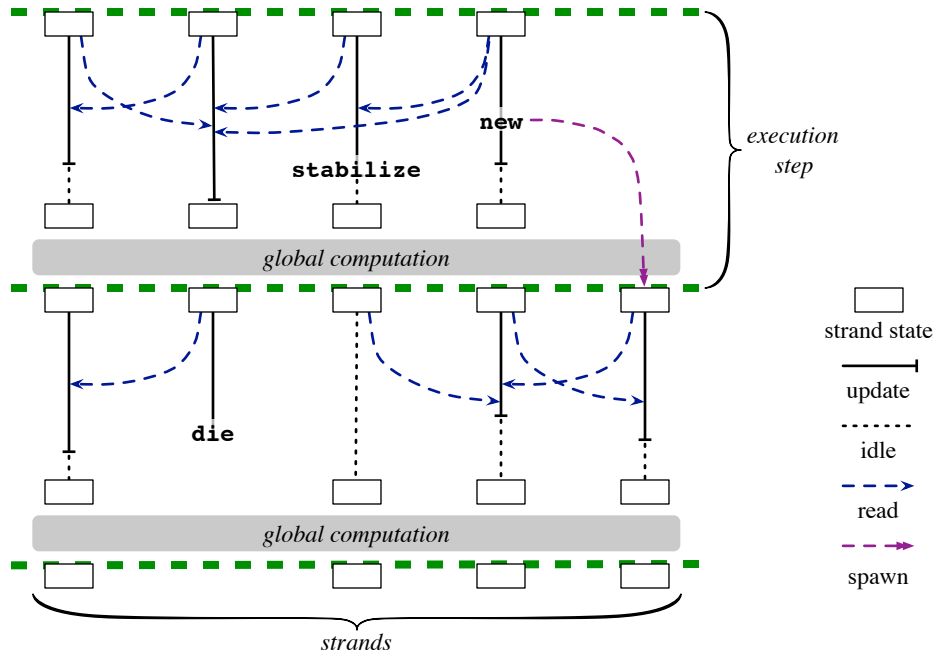 new
execution
step
stabilize
global computation
strand state
update
die
idle
read
global computation
spawn
strands